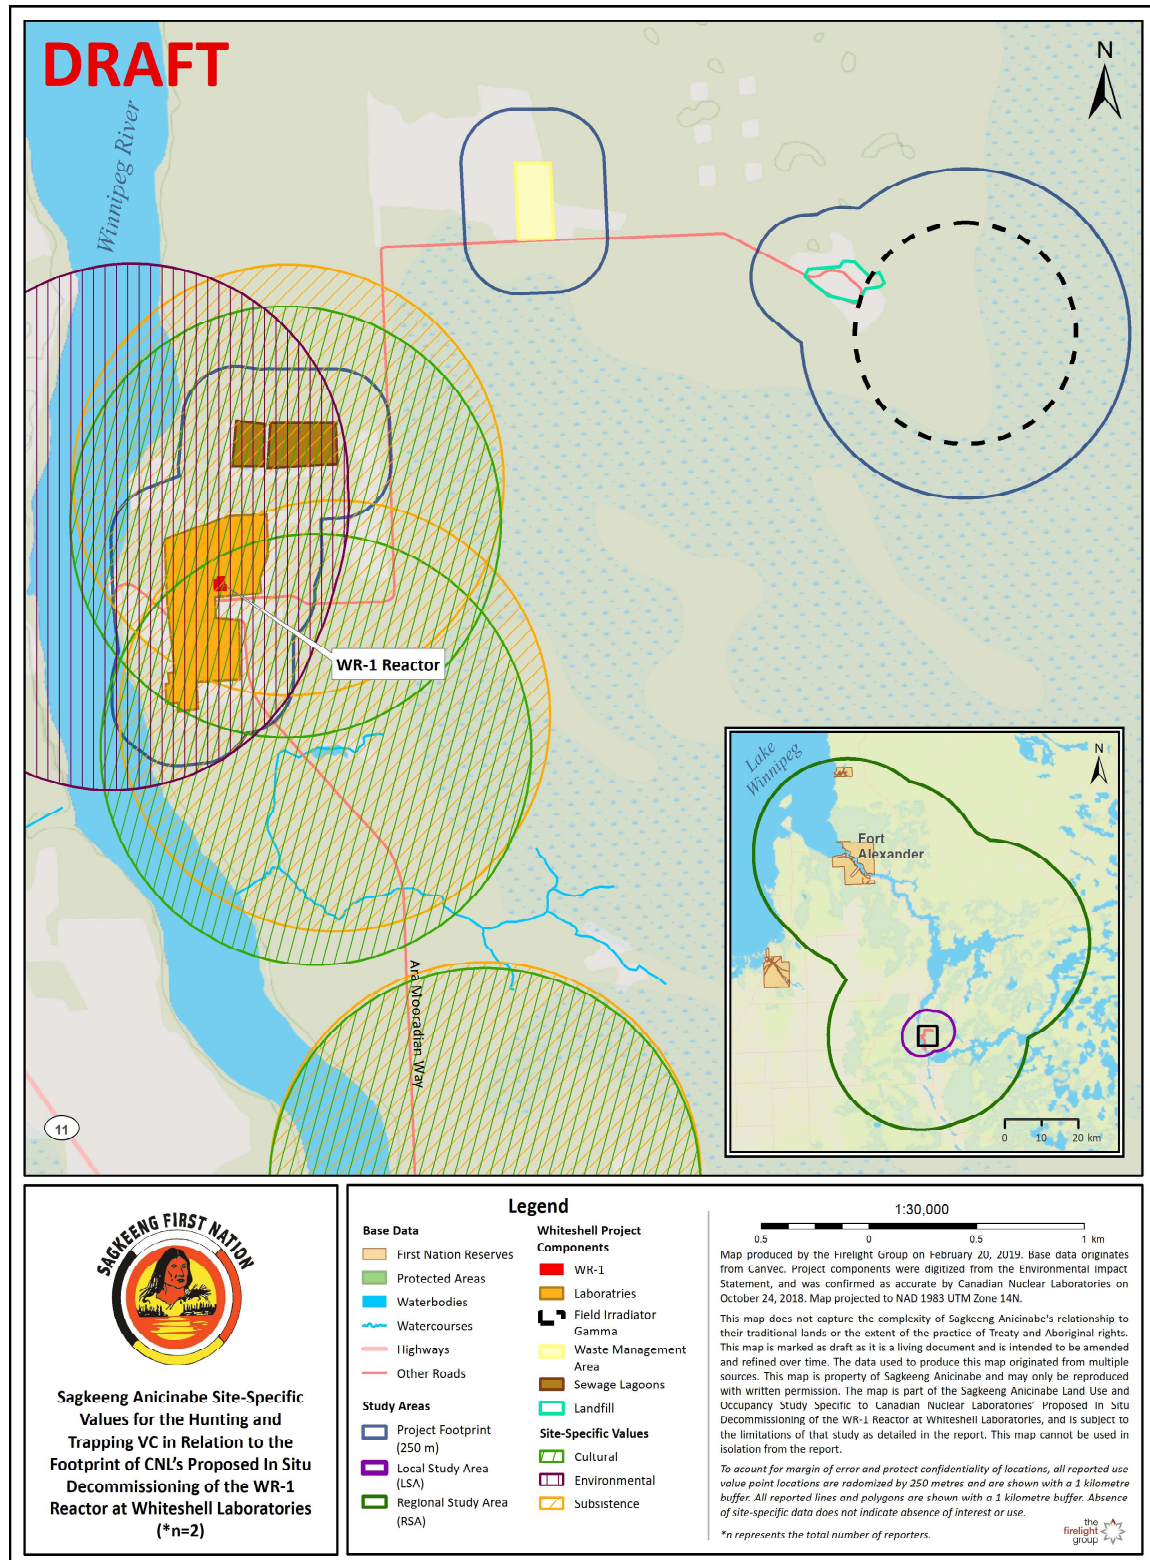 DRAFT
N
Winnipeg River
WR-1 Reactor
Ara Mooradian Way
11
Lake
Winnipeg
N
Fort
Alexander
0 10 20 km
SAGKEENG FIRST NATION
Sagkeeng Anicinabe Site-Specific
Values for the Hunting and
Trapping VC in Relation to the
Footprint of CNL's Proposed In Situ
Decommissioning of the WR-1
Reactor at Whiteshell Laboratories
(*n=2)
Legend
Base Data
First Nation Reserves
Protected Areas
Waterbodies
Watercourses
Highways
Other Roads
Study Areas
Project Footprint
(250 m)
Local Study Area
(LSA)
Regional Study Area
(RSA)
Whiteshell Project
Components
WR-1
Laboratries
Field Irradiator
Gamma
Waste Management
Area
Sewage Lagoons
Landfill
Site-Specific Values
Cultural
Environmental
Subsistence
1:30,000
0.5 0 0.5 1 km
Map produced by the Firelight Group on February 20, 2019. Base data originates
from CanVec. Project components were digitized from the Environmental Impact
Statement, and was confirmed as accurate by Canadian Nuclear Laboratories on
October 24, 2018. Map projected to NAD 1983 UTM Zone 14N.
This map does not capture the complexity of Sagkeeng Anicinabe's relationship to
their traditional lands or the extent of the practice of Treaty and Aboriginal rights.
This map is marked as draft as it is a living document and is intended to be amended
and refined over time. The data used to produce this map originated from multiple
sources. This map is property of Sagkeeng Anicinabe and may only be reproduced
with written permission. The map is part of the Sagkeeng Anicinabe Land Use and
Occupancy Study Specific to Canadian Nuclear Laboratories' Proposed In Situ
Decommissioning of the WR-1 Reactor at Whiteshell Laboratories, and is subject to
the limitations of that study as detailed in the report. This map cannot be used in
isolation from the report.
To acount for margin of error and protect confidentiality of locations, all reported use
value point locations are radomized by 250 metres and are shown with a 1 kilometre
buffer. All reported lines and polygons are shown with a 1 kilometre buffer. Absence
of site-specific data does not indicate absence of interest or use.
*n represents the total number of reporters.
the
firelight
group